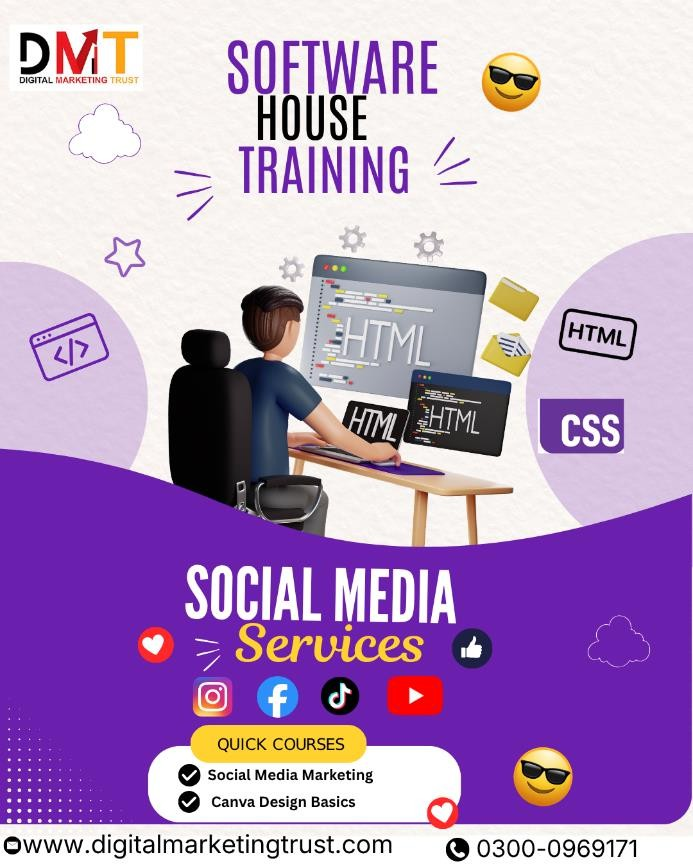 DMT
DIGITAL MARKETING TRUST
SOFTWARE
HOUSE
TRAINING
HTML
HTML
HTML
HTML
</>
CSS
SOCIAL MEDIA
Services
QUICK COURSES
Social Media Marketing
Canva Design Basics
www.digitalmarketingtrust.com
0300-0969171